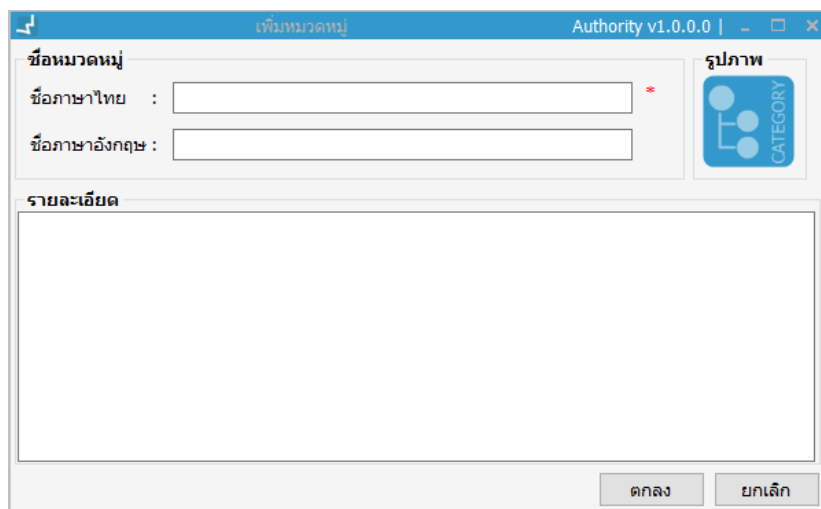 เพิ่มหมวดหมู่ Authority v1.0.0.0 |
ชื่อหมวดหมู่
รูปภาพ
ชื่อภาษาไทย : *
CATEGORY
ชื่อภาษาอังกฤษ :
รายละเอียด
ตกลง ยกเลิก